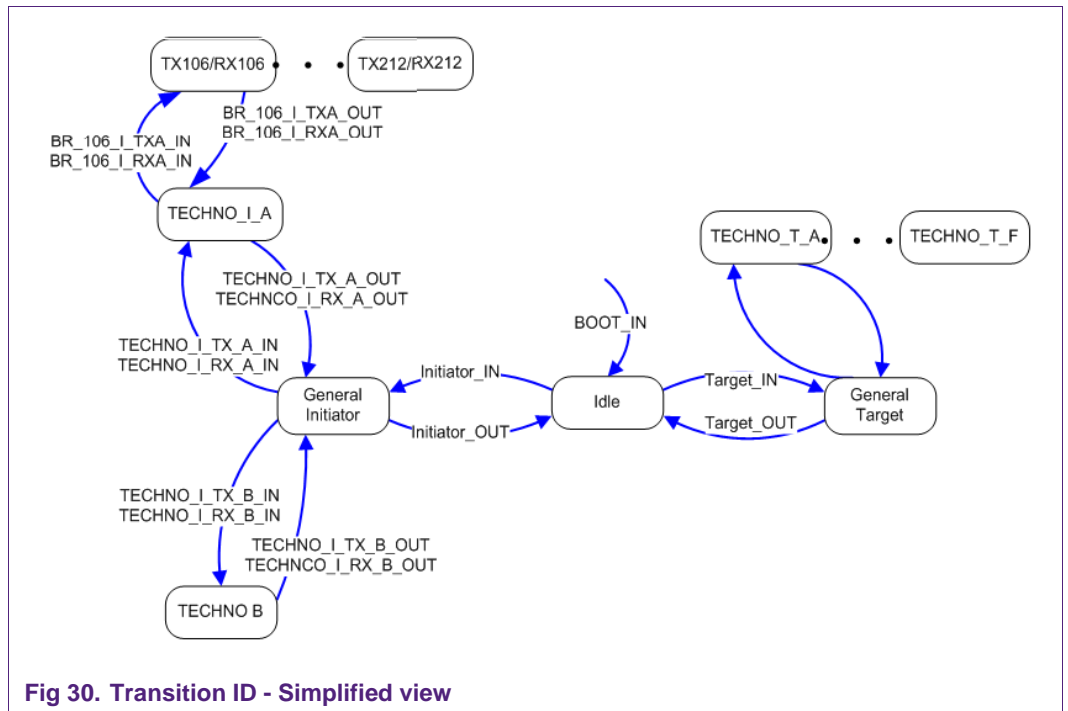 TX106/RX106
TX212/RX212
BR_106_I_TXA_OUT
BR_106_I_RXA_OUT
BR_106_I_TXA_IN
BR_106_I_RXA_IN
TECHNO_I_A
TECHNO_T_A
TECHNO_T_F
TECHNO_I_TX_A_OUT
TECHNCO_I_RX_A_OUT
BOOT_IN
TECHNO_I_TX_A_IN
TECHNO_I_RX_A_IN
General
Initiator
Initiator_IN
Initiator_OUT
Idle
Target_IN
Target_OUT
General
Target
TECHNO_I_TX_B_IN
TECHNO_I_RX_B_IN
TECHNO_I_TX_B_OUT
TECHNCO_I_RX_B_OUT
TECHNO B
Fig 30. Transition ID - Simplified view